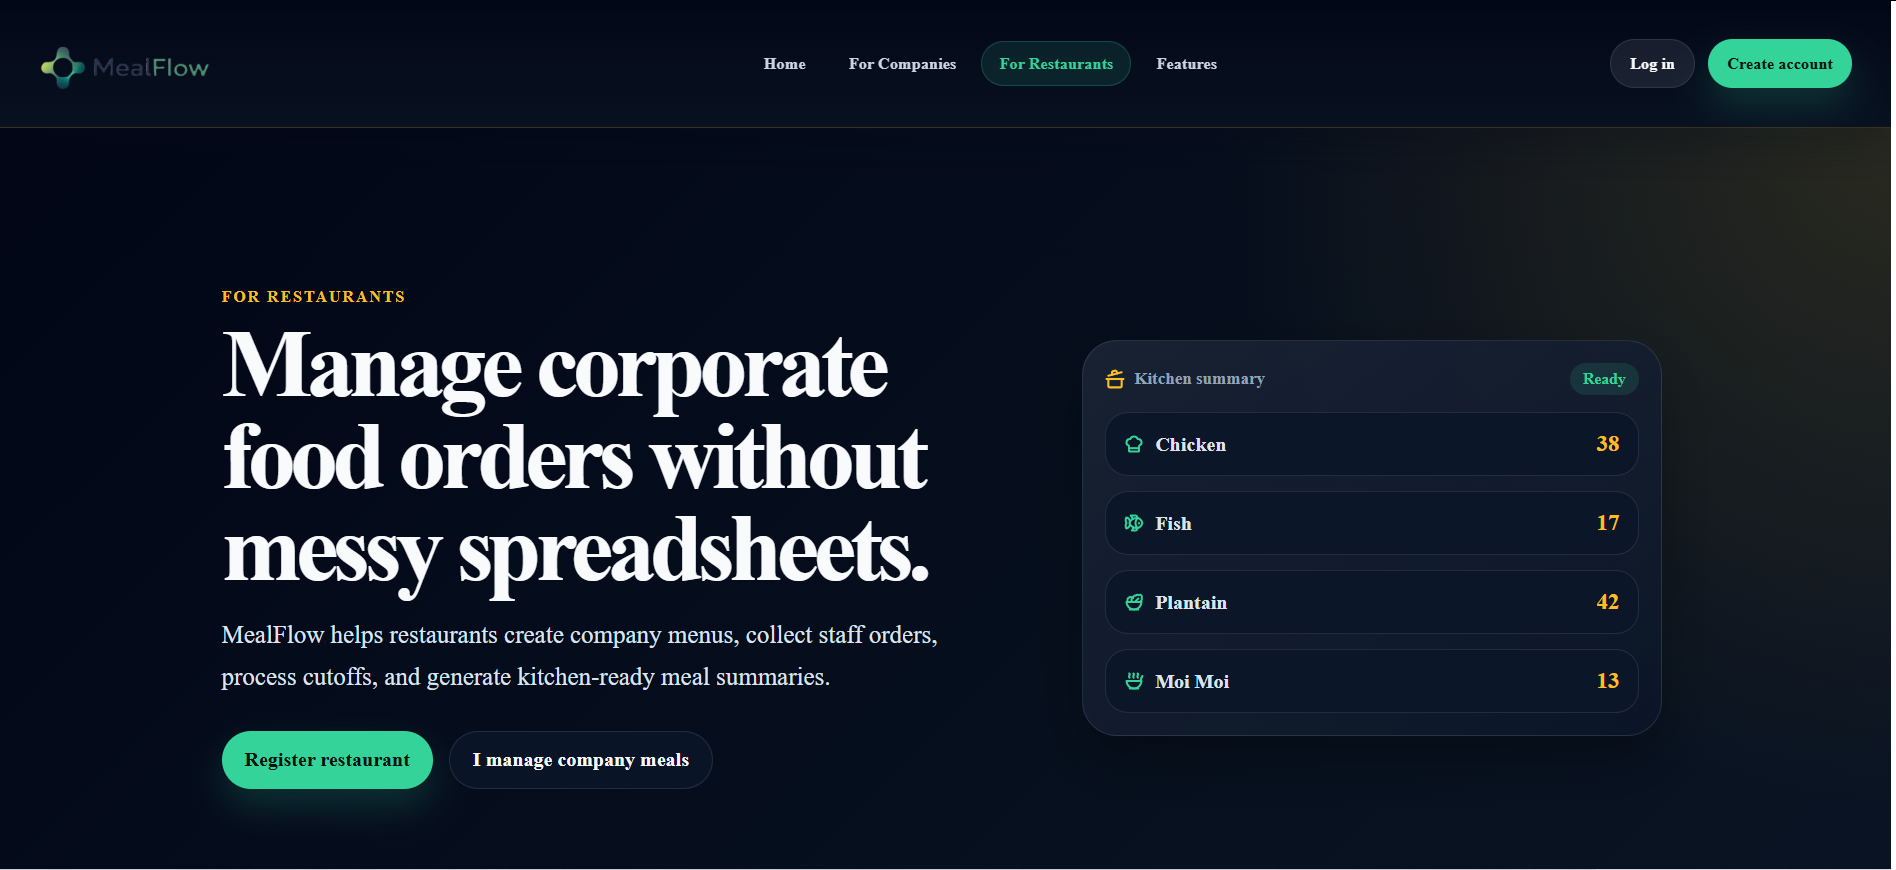 MealFlow
Home
For Companies
For Restaurants
Features
Log in
Create account
FOR RESTAURANTS
Manage corporate
food orders without
messy spreadsheets.
MealFlow helps restaurants create company menus, collect staff orders,
process cutoffs, and generate kitchen-ready meal summaries.
Register restaurant
I manage company meals
Kitchen summary
Ready
Chicken
38
Fish
17
Plantain
42
Moi Moi
13